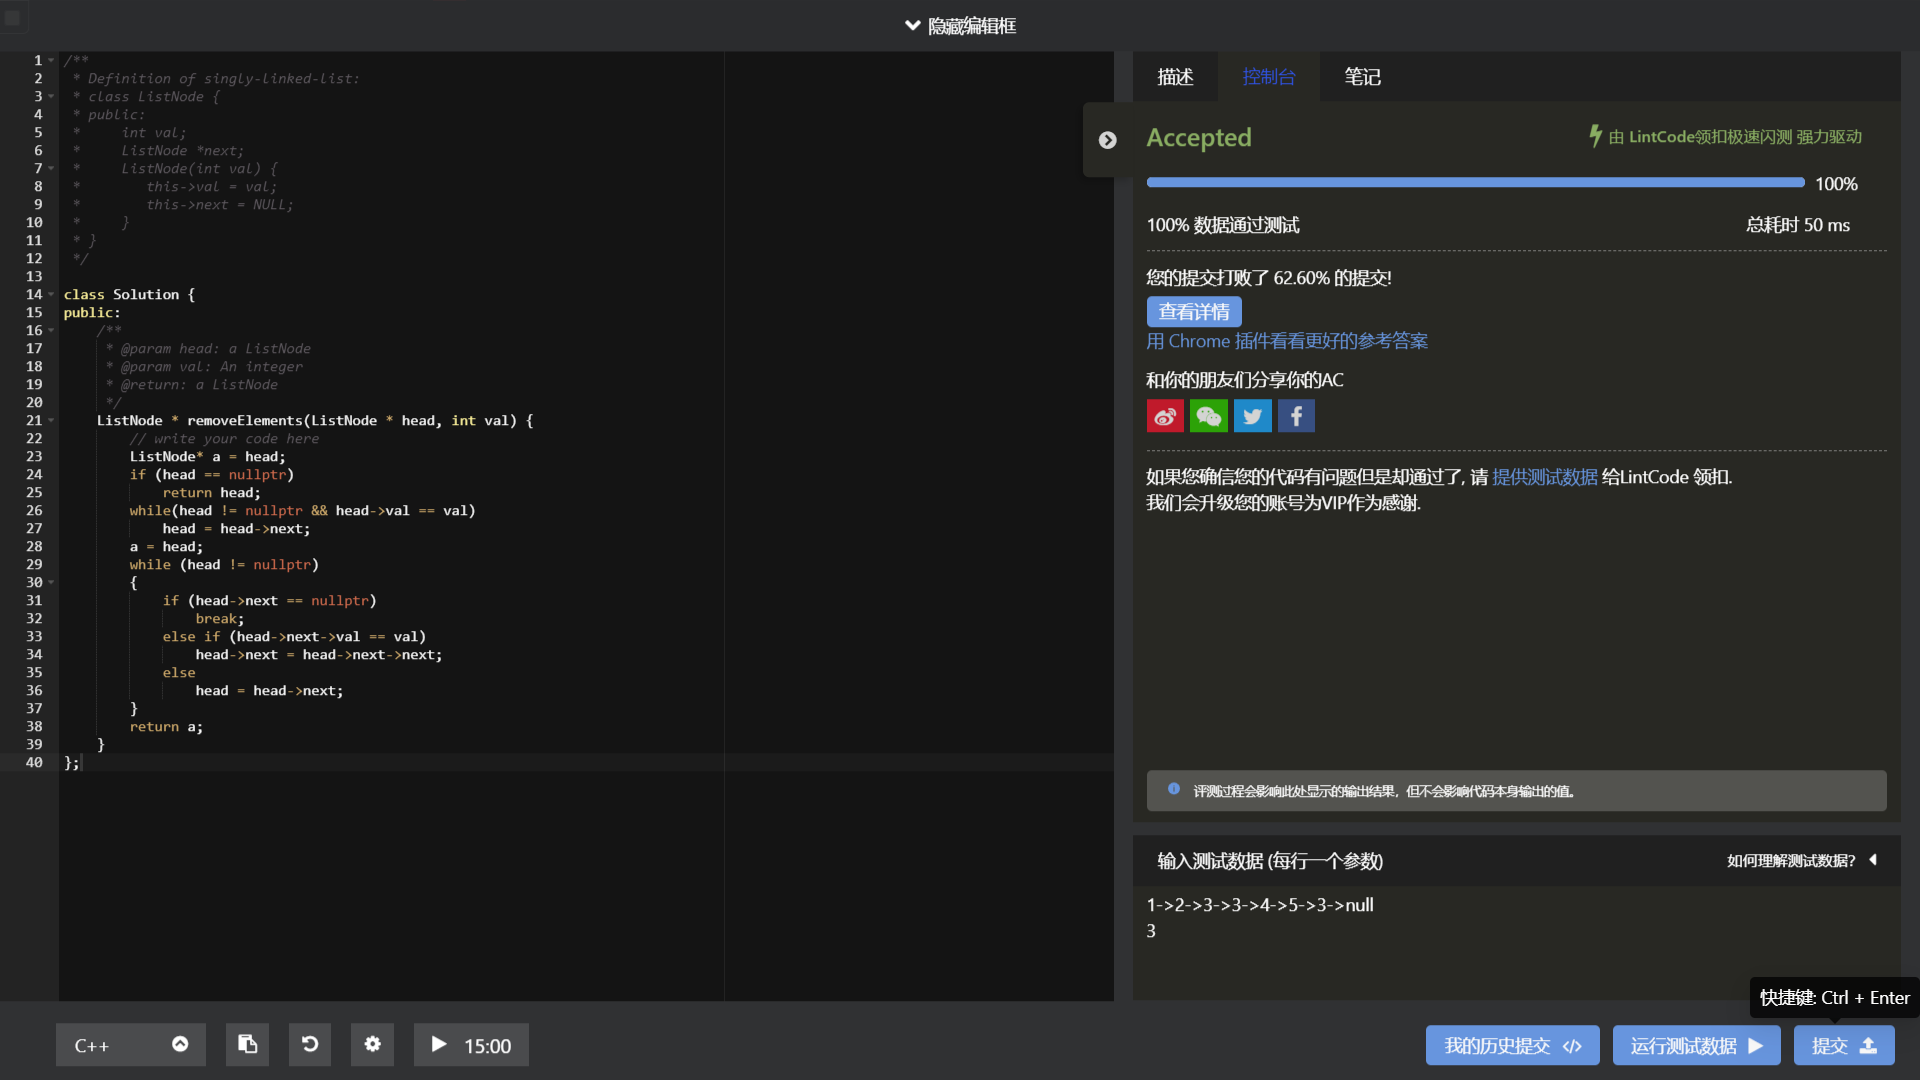 隐藏编辑框
1 /**
2  * Definition of singly-linked-list:
3  * class ListNode {
4  * public:
5  *     int val;
6  *     ListNode *next;
7  *     ListNode(int val) {
8  *        this->val = val;
9  *        this->next = NULL;
10  *     }
11  * }
12  */
13
14 class Solution {
15 public:
16     /**
17      * @param head: a ListNode
18      * @param val: An integer
19      * @return: a ListNode
20      */
21     ListNode * removeElements(ListNode * head, int val) {
22         // write your code here
23         ListNode* a = head;
24         if (head == nullptr)
25             return head;
26         while(head != nullptr && head->val == val)
27             head = head->next;
28         a = head;
29         while (head != nullptr)
30         {
31             if (head->next == nullptr)
32                 break;
33             else if (head->next->val == val)
34                 head->next = head->next->next;
35             else
36                 head = head->next;
37         }
38         return a;
39     }
40 };
描述 控制台 笔记
Accepted 由 LintCode领扣极速闪测 强力驱动
100%
100% 数据通过测试 总耗时 50 ms
您的提交打败了 62.60% 的提交!
查看详情
用 Chrome 插件看看更好的参考答案
和你的朋友们分享你的AC
如果您确信您的代码有问题但是却通过了, 请 提供测试数据 给LintCode 领扣.
我们会升级您的账号为VIP作为感谢.
评测过程会影响此处显示的输出结果，但不会影响代码本身输出的值。
输入测试数据 (每行一个参数) 如何理解测试数据?
1->2->3->3->4->5->3->null
3
快捷键: Ctrl + Enter
C++ 15:00 我的历史提交 运行测试数据 提交